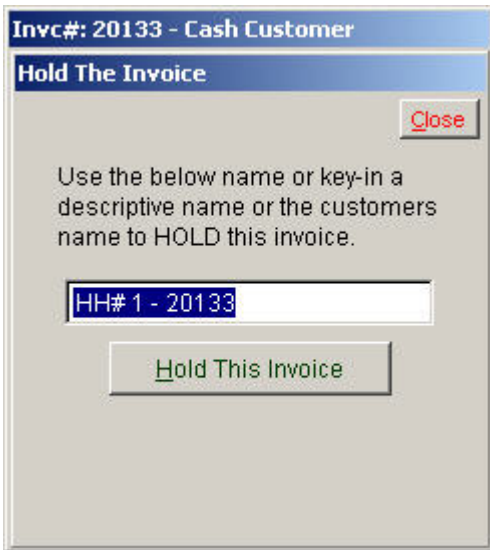 Invc#: 20133 - Cash Customer
Hold The Invoice
Close
Use the below name or key-in a
descriptive name or the customers
name to HOLD this invoice.
HH# 1 - 20133
Hold This Invoice